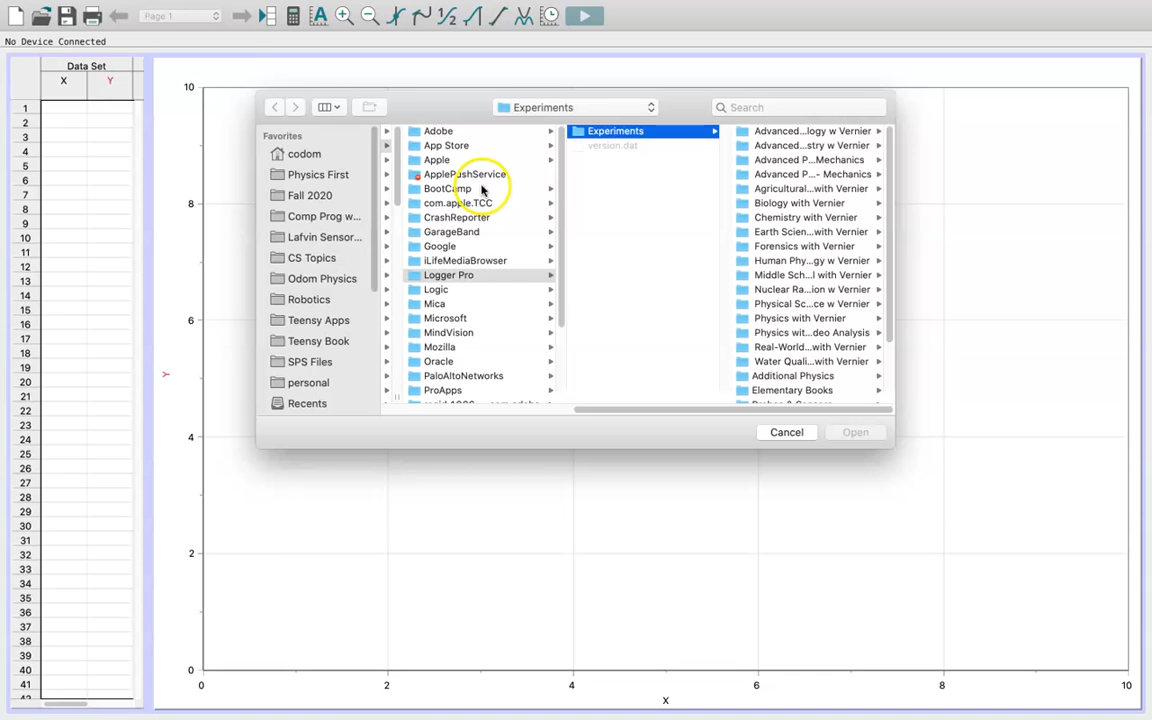 Page 1
No Device Connected
Data Set
X
Y
1
2
3
4
5
6
7
8
9
10
11
12
13
14
15
16
17
18
19
20
21
22
23
24
25
26
27
28
29
30
31
32
33
34
35
36
37
38
39
40
41
10
8
6
4
2
0
Y
0
2
4
6
8
10
X
Experiments
Search
Favorites
codom
Physics First
Fall 2020
Comp Prog w...
Lafvin Sensor...
CS Topics
Odom Physics
Robotics
Teensy Apps
Teensy Book
SPS Files
personal
Recents
Adobe
App Store
Apple
ApplePushService
BootCamp
com.apple.TCC
CrashReporter
GarageBand
Google
iLifeMediaBrowser
Logger Pro
Logic
Mica
Microsoft
MindVision
Mozilla
Oracle
PaloAltoNetworks
ProApps
Experiments
version.dat
Advanced...logy w Vernier
Advanced...stry w Vernier
Advanced P...Mechanics
Advanced P...- Mechanics
Agricultural...with Vernier
Biology with Vernier
Chemistry with Vernier
Earth Scien...with Vernier
Forensics with Vernier
Human Phy...gy w Vernier
Middle Sch...l with Vernier
Nuclear Ra...ion w Vernier
Physical Sc...ce w Vernier
Physics with Vernier
Physics wit...deo Analysis
Real-World...with Vernier
Water Quali...with Vernier
Additional Physics
Elementary Books
Cancel
Open